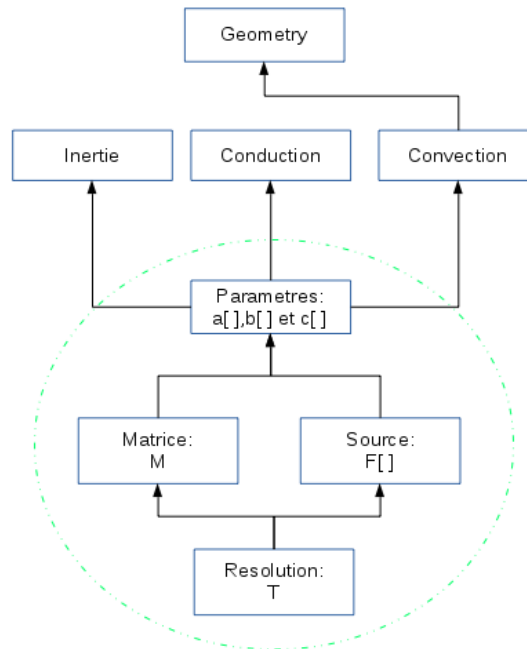 Geometry
Inertie
Conduction
Convection
Parametres:
a[ ],b[ ] et c[ ]
Matrice:
M
Source:
F[ ]
Resolution:
T